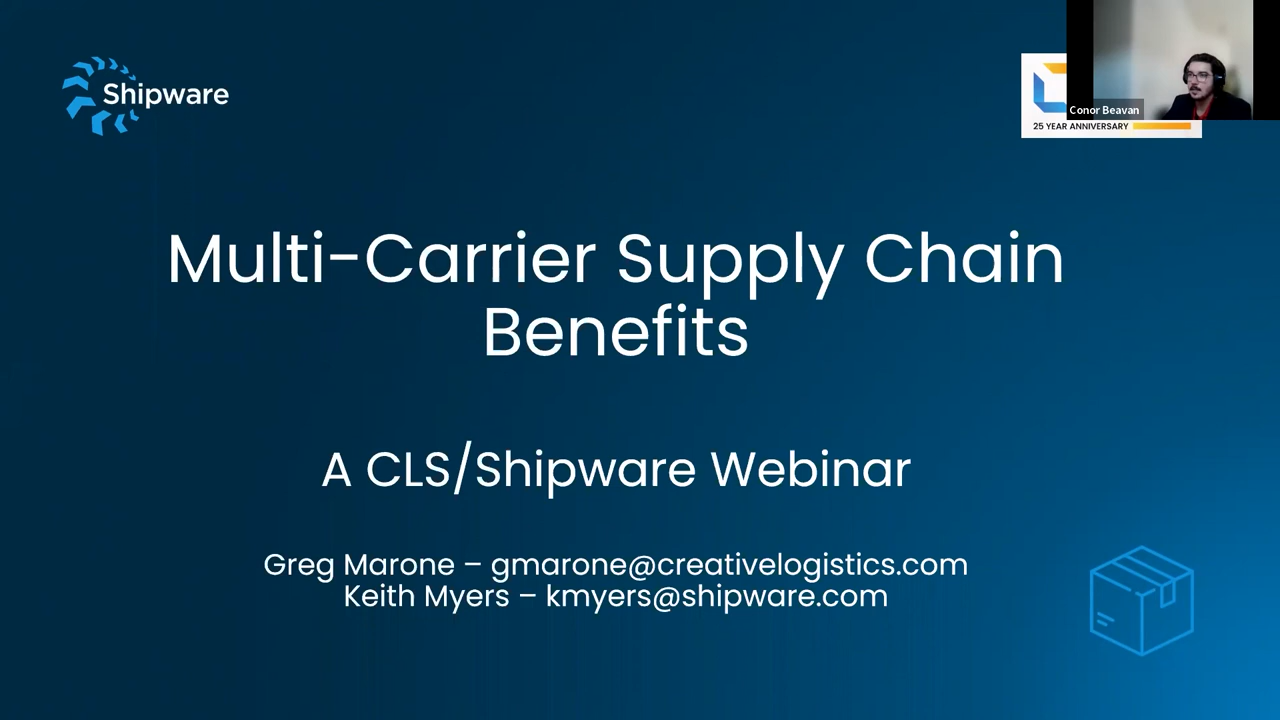 Shipware
Conor Beavan
25 YEAR ANNIVERSARY
Multi-Carrier Supply Chain
Benefits
A CLS/Shipware Webinar
Greg Marone – gmarone@creativelogistics.com
Keith Myers – kmyers@shipware.com